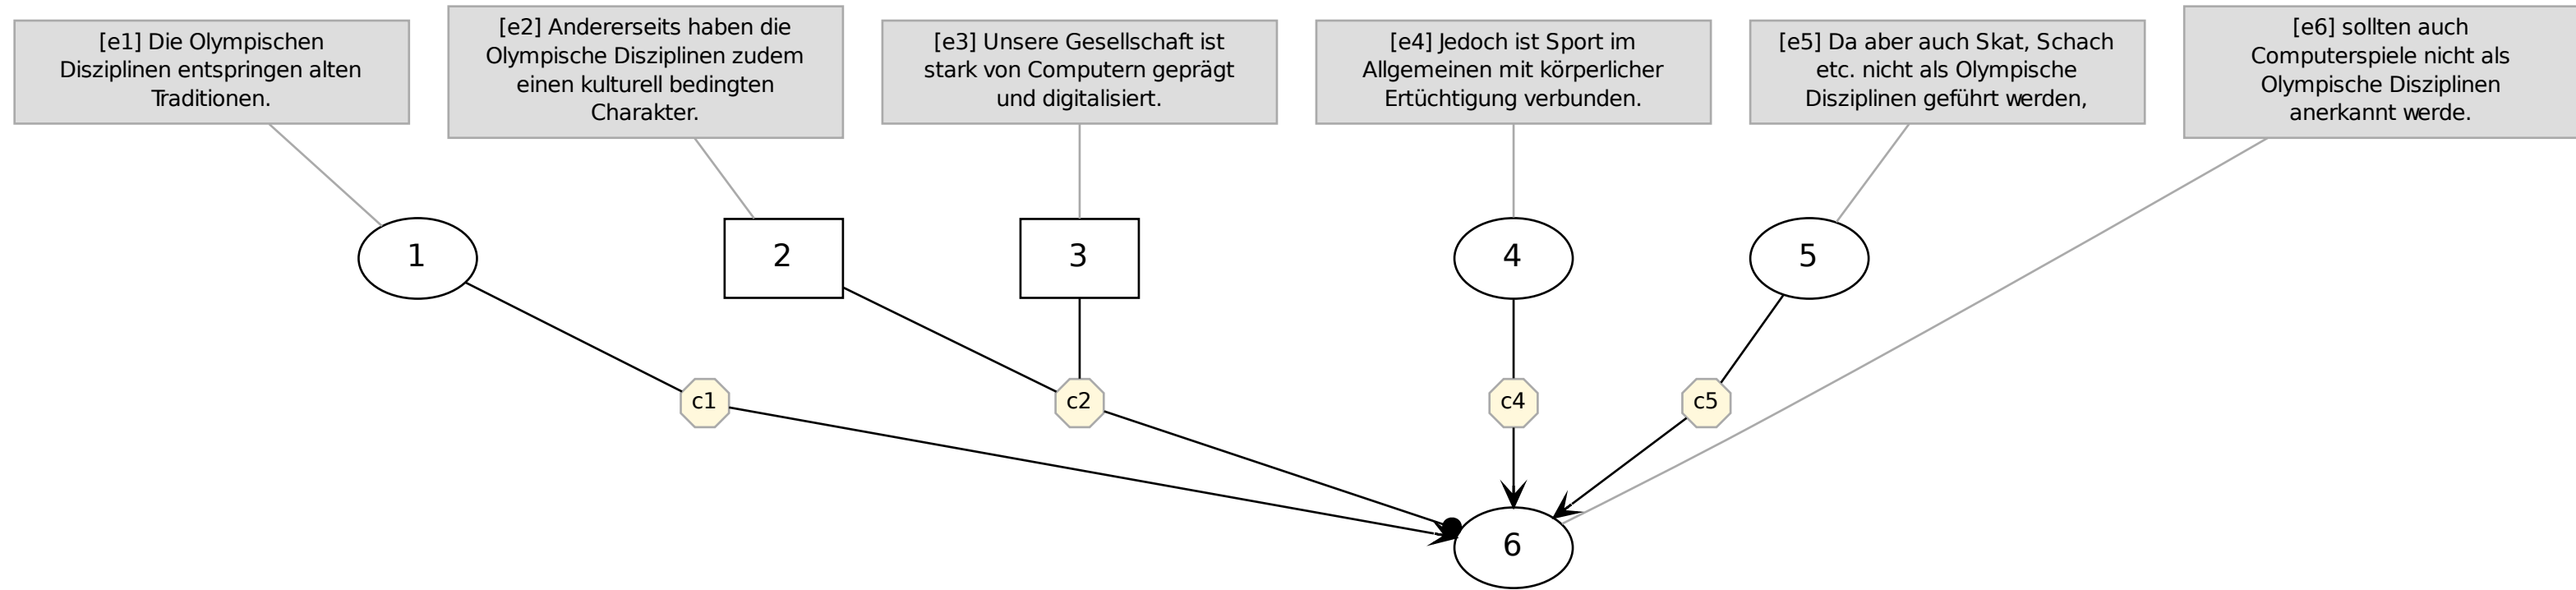 [e1] Die Olympischen
Disziplinen entspringen alten
Traditionen.
[e2] Andererseits haben die
Olympische Disziplinen zudem
einen kulturell bedingten
Charakter.
[e3] Unsere Gesellschaft ist
stark von Computern geprägt
und digitalisiert.
[e4] Jedoch ist Sport im
Allgemeinen mit körperlicher
Ertüchtigung verbunden.
[e5] Da aber auch Skat, Schach
etc. nicht als Olympische
Disziplinen geführt werden,
[e6] sollten auch
Computerspiele nicht als
Olympische Disziplinen
anerkannt werde.
1
2
3
4
5
c1
c2
c4
c5
6